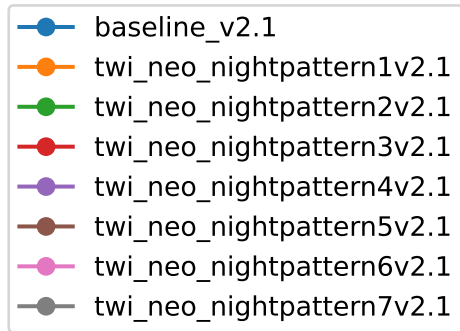 baseline_v2.1
twi_neo_nightpattern1v2.1
twi_neo_nightpattern2v2.1
twi_neo_nightpattern3v2.1
twi_neo_nightpattern4v2.1
twi_neo_nightpattern5v2.1
twi_neo_nightpattern6v2.1
twi_neo_nightpattern7v2.1